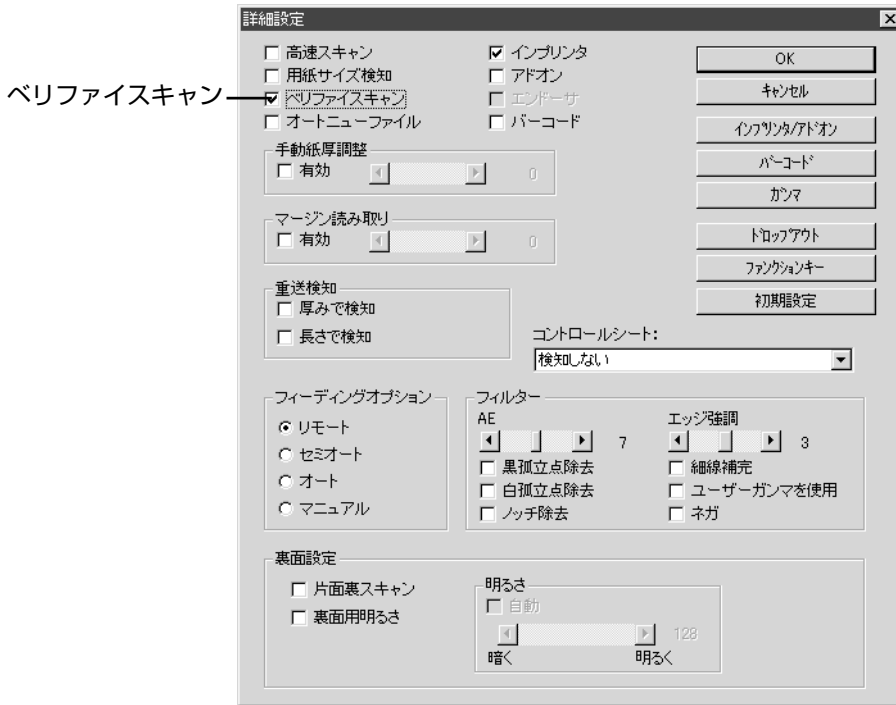 詳細設定
高速スキャン
インプリンタ
OK
用紙サイズ検知
アドオン
キャンセル
ベリファイスキャン
ベリファイスキャン
エンドーサ
オートニューファイル
バーコード
インプリンタ/アドオン
手動紙厚調整
有効
0
バーコード
ガンマ
マージン読み取り
有効
0
ドロップアウト
ファンクションキー
初期設定
重送検知
厚みで検知
長さで検知
コントロールシート:
検知しない
フィーディングオプション
リモート
セミオート
オート
マニュアル
フィルター
AE
7
エッジ強調
3
黒孤立点除去
細線補完
白孤立点除去
ユーザーガンマを使用
ノッチ除去
ネガ
裏面設定
片面裏スキャン
裏面用明るさ
明るさ
自動
128
暗く
明るく